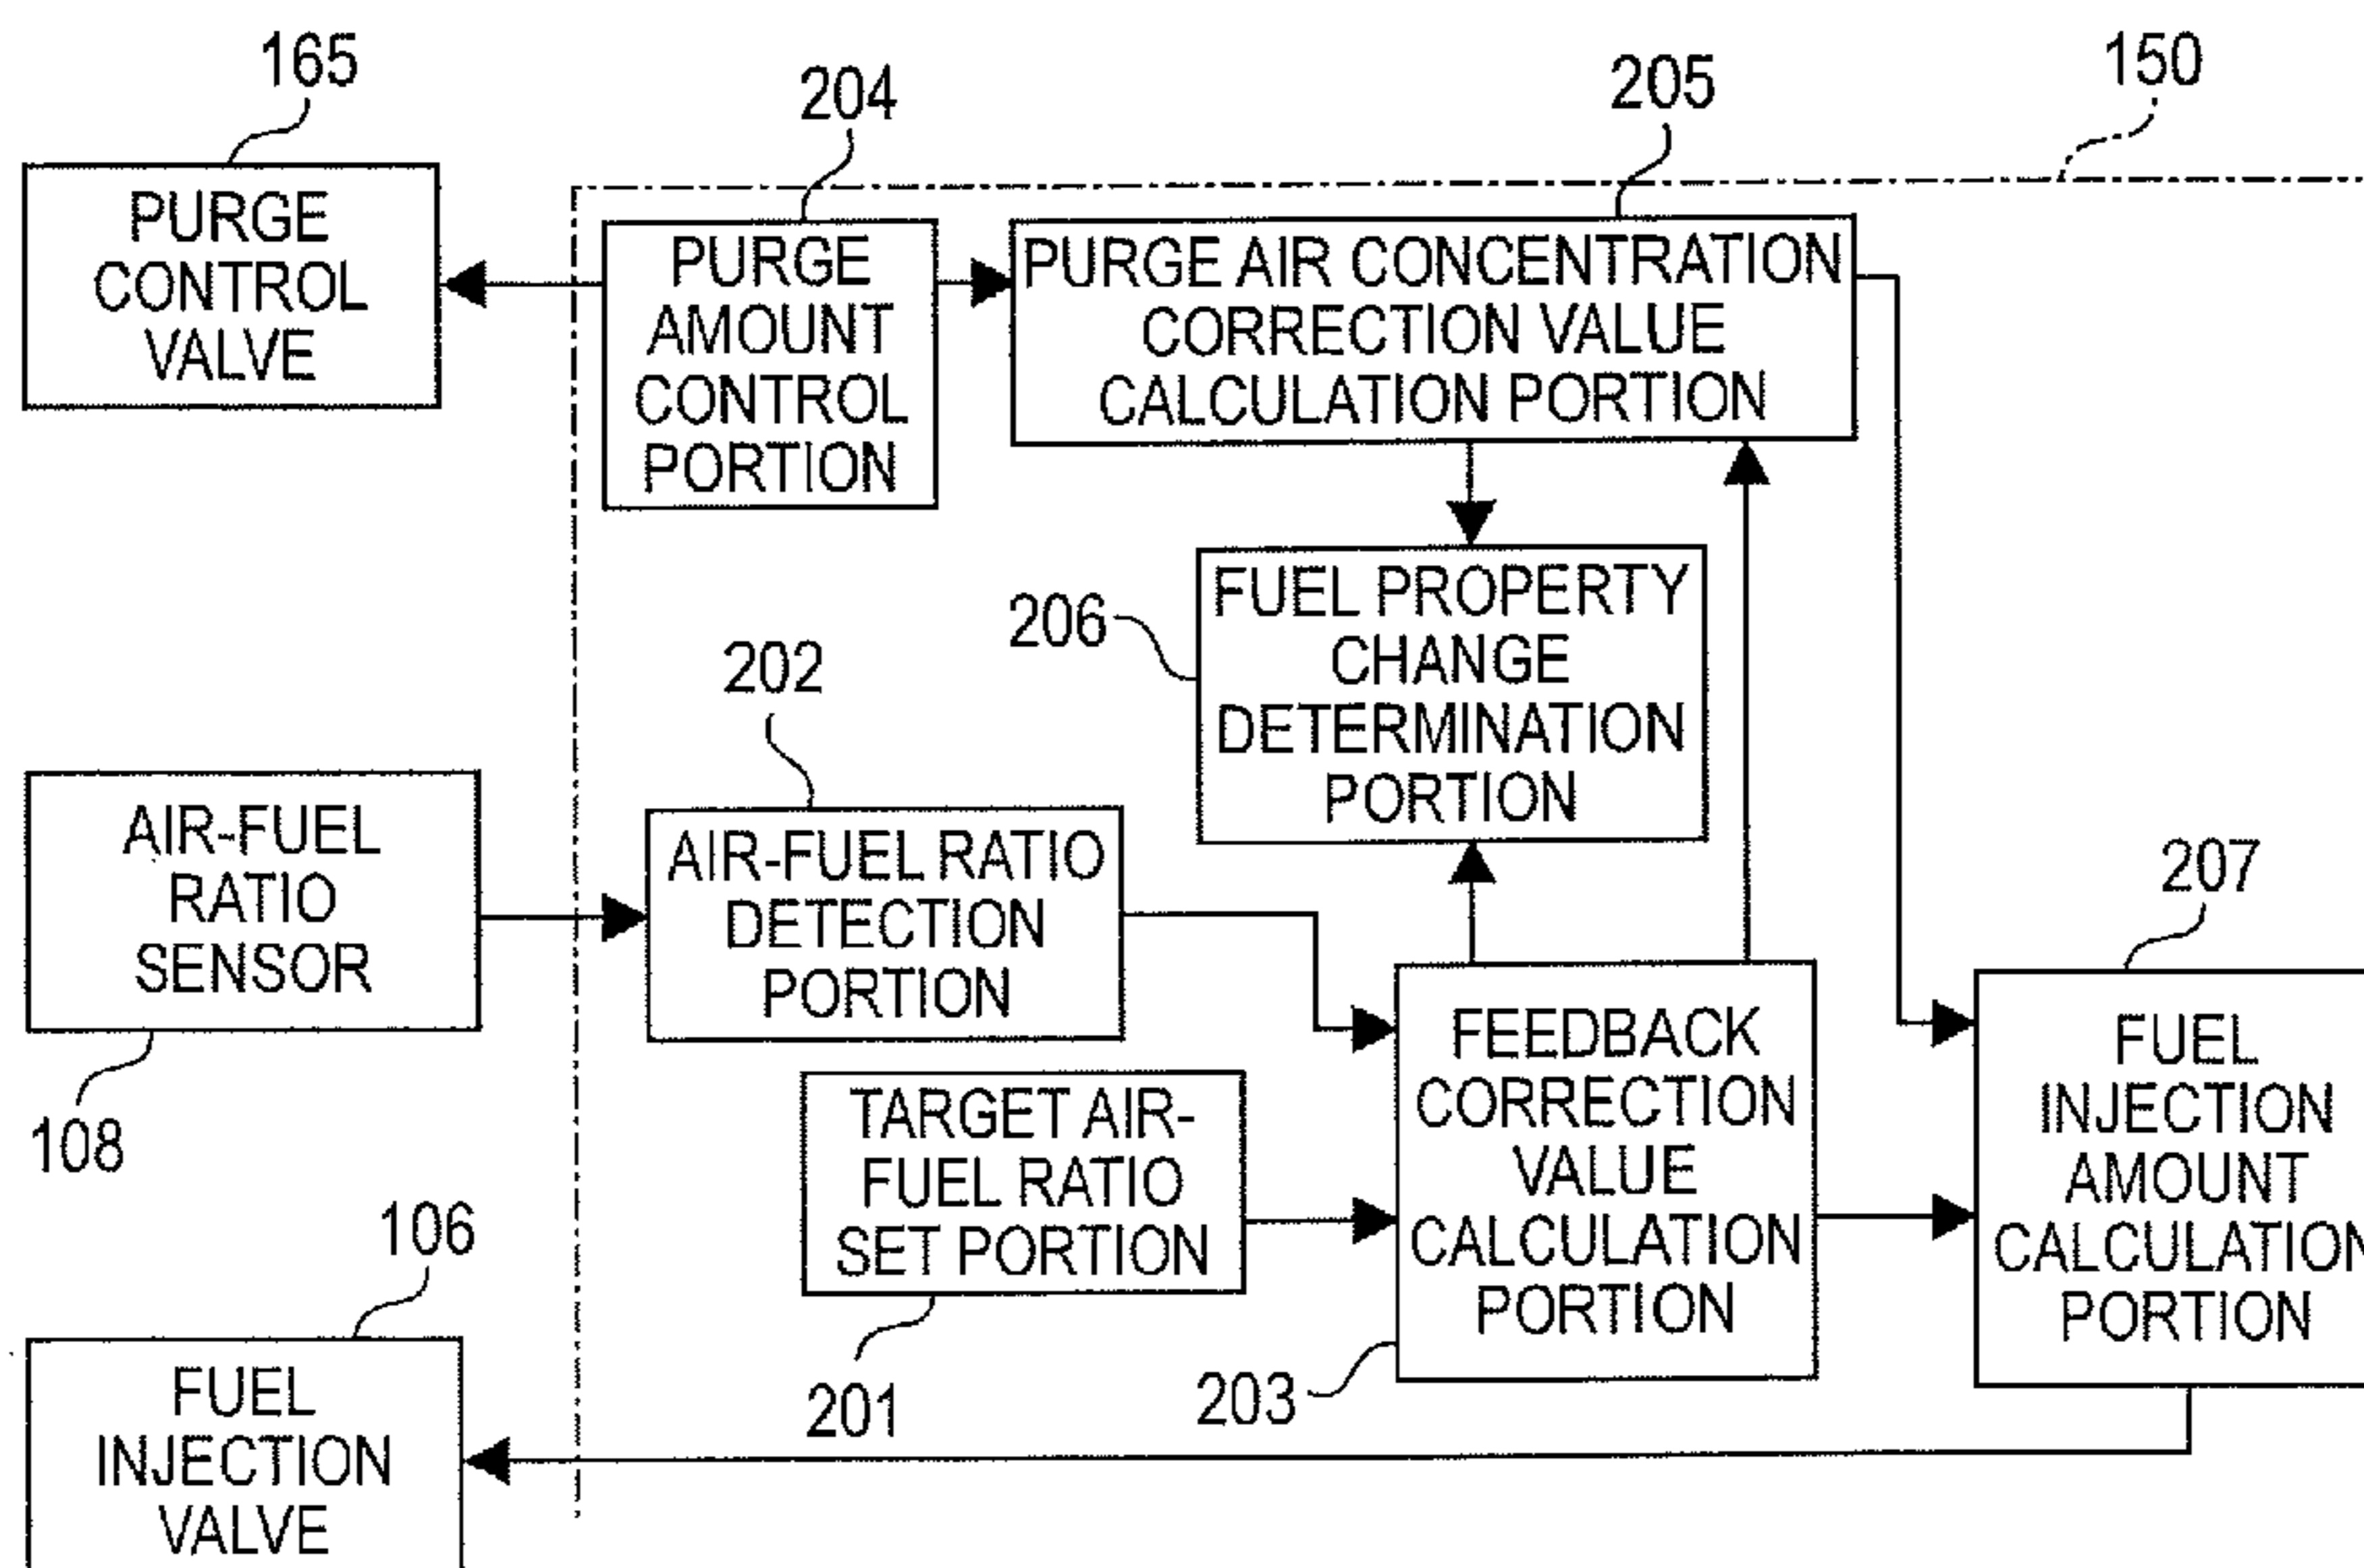 165
204
205
150
PURGE
CONTROL
VALVE
PURGE
AMOUNT
CONTROL
PORTION
PURGE AIR CONCENTRATION
CORRECTION VALUE
CALCULATION PORTION
206
FUEL PROPERTY
CHANGE
DETERMINATION
PORTION
202
AIR-FUEL
RATIO
SENSOR
108
AIR-FUEL RATIO
DETECTION
PORTION
207
TARGET AIR-
FUEL RATIO
SET PORTION
201
FEEDBACK
CORRECTION
VALUE
CALCULATION
PORTION
203
FUEL
INJECTION
AMOUNT
CALCULATION
PORTION
106
FUEL
INJECTION
VALVE